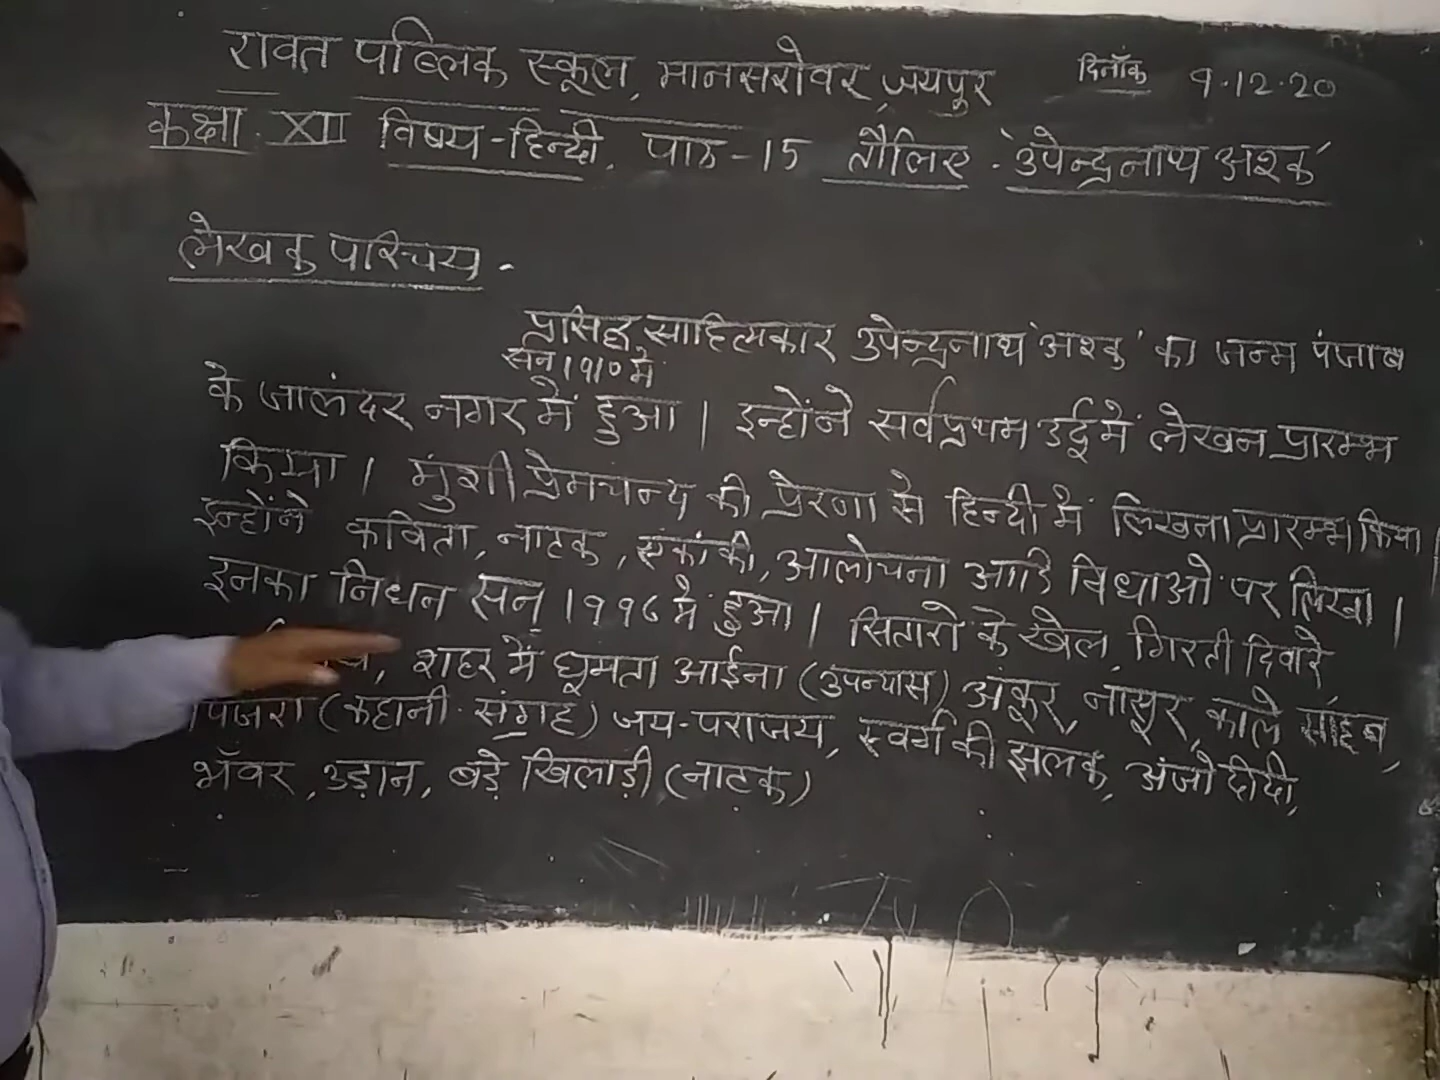 रावत पब्लिक स्कूल, मानसरोवर, जयपुर दिनाँक 9.12.20
कक्षा. XII विषय-हिन्दी, पाठ-15 तौलिए. 'उपेन्द्रनाथ अश्क'
लेखक परिचय -
प्रसिद्ध साहित्यकार उपेन्द्रनाथ 'अश्क' का जन्म पंजाब
सन् १९१० में
के जालंदर नगर में हुआ। इन्होंने सर्वप्रथम उर्दू में लेखन प्रारम्भ
किया। मुंशी प्रेमचन्द की प्रेरणा से हिन्दी में लिखना प्रारम्भ किया।
इन्होंने कविता, नाटक, एकांकी, आलोचना आदि विधाओं पर लिखा।
इनका निधन सन् १९९६ में हुआ। सितारों के खेल, गिरती दिवारें,
शहर में घूमता आईना (उपन्यास) अंकुर, नासूर, काले साहब,
पिंजरा (कहानी-संग्रह) जय-पराजय, स्वर्ग की झलक, अंजो दीदी,
भँवर, उड़ान, बड़े खिलाड़ी (नाटक)